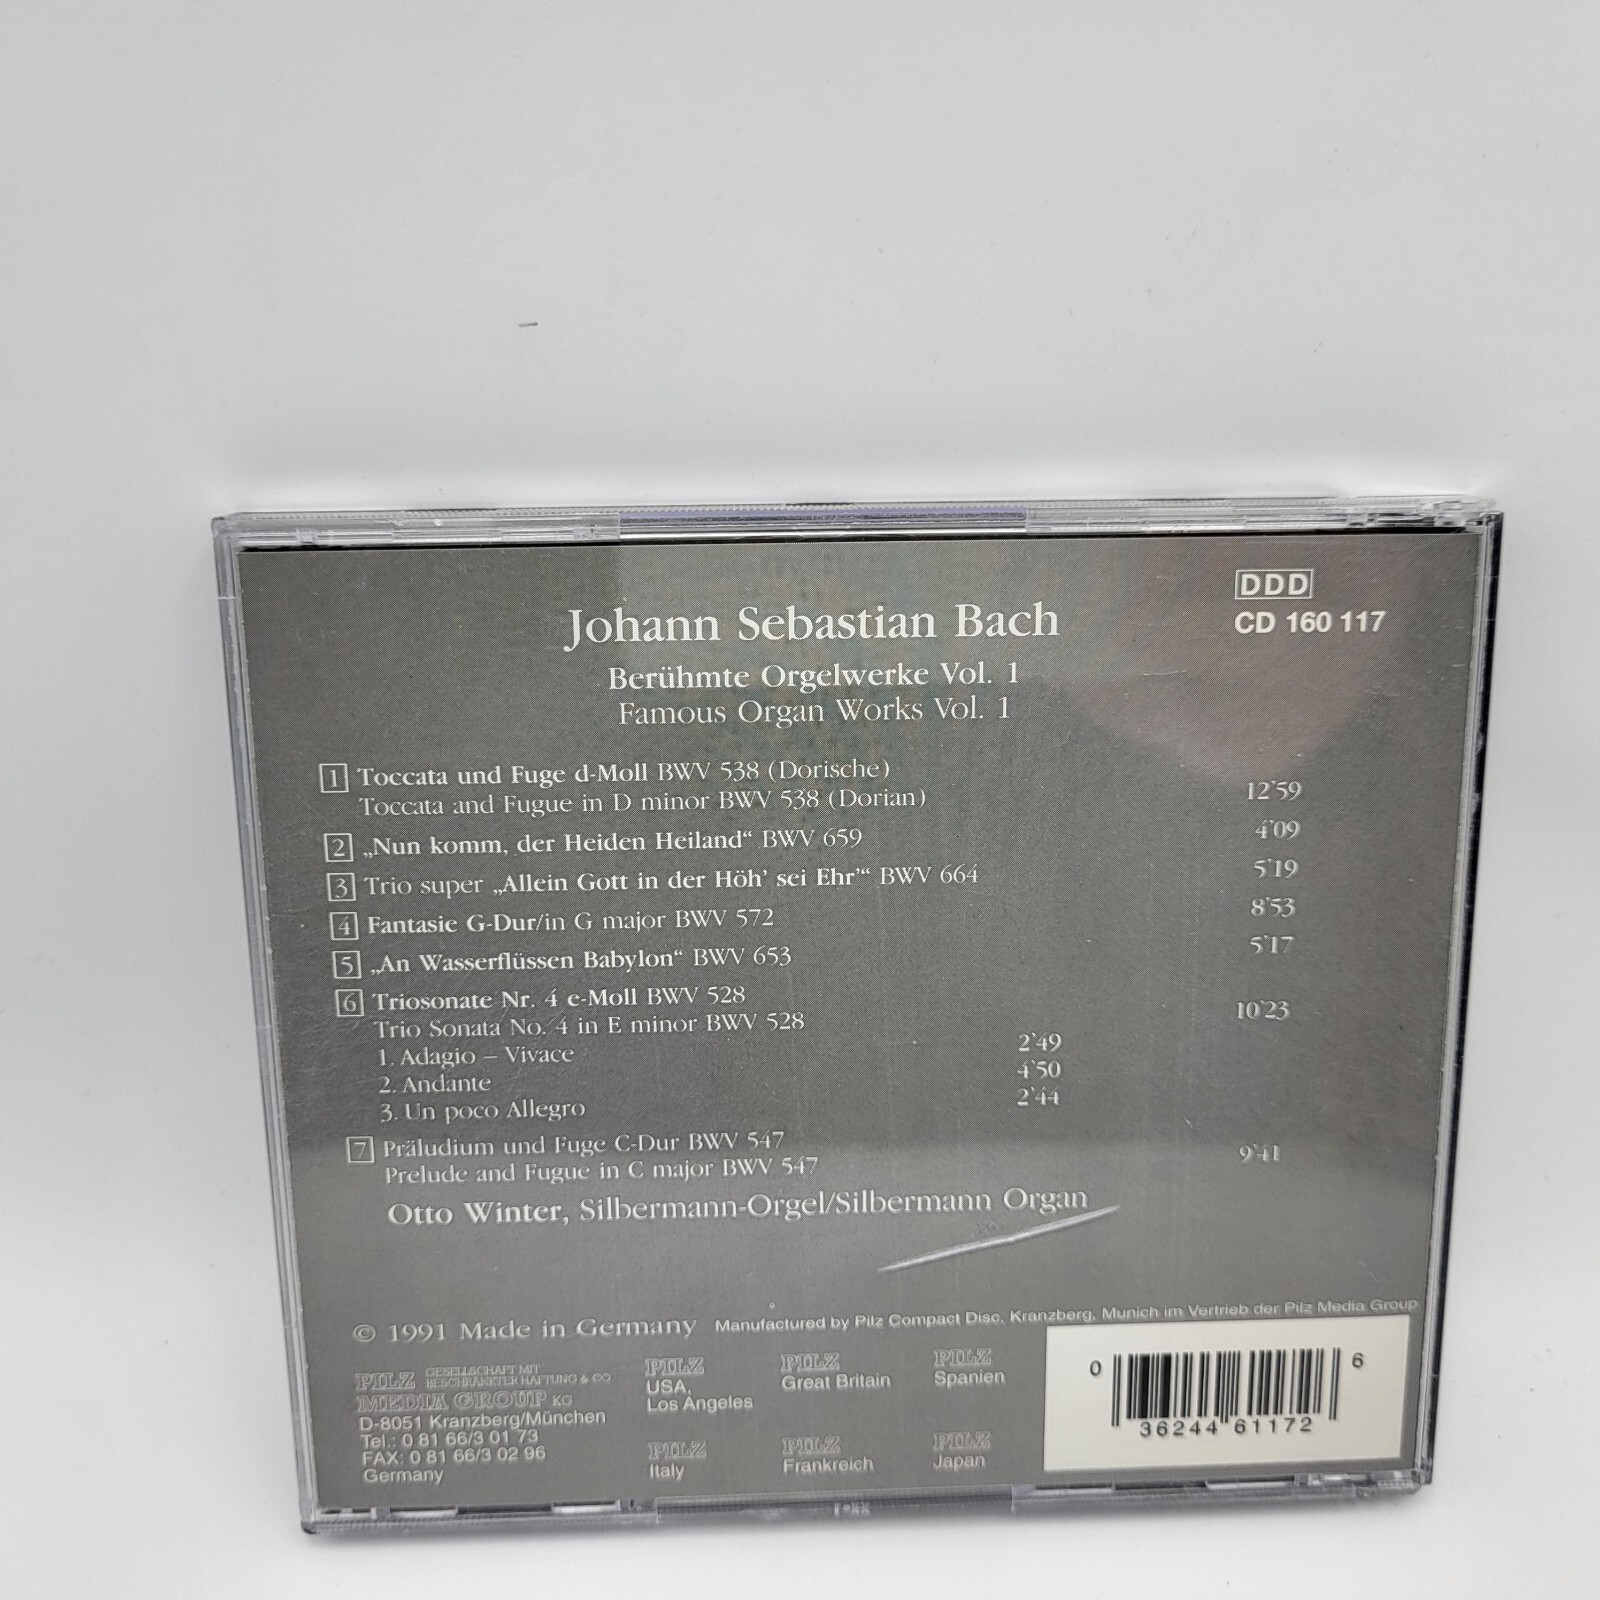 DDD
CD 160 117
Johann Sebastian Bach
Berühmte Orgelwerke Vol. 1
Famous Organ Works Vol. 1
1 Toccata und Fuge d-Moll BWV 538 (Dorische)
Toccata and Fugue in D minor BWV 538 (Dorian) 12'59
2 „Nun komm, der Heiden Heiland“ BWV 659 4'09
3 Trio super „Allein Gott in der Höh' sei Ehr'“ BWV 664 5'19
4 Fantasie G-Dur/in G major BWV 572 8'53
5 „An Wasserflüssen Babylon“ BWV 653 5'17
6 Triosonate Nr. 4 e-Moll BWV 528
Trio Sonata No. 4 in E minor BWV 528 10'23
1. Adagio – Vivace 2'49
2. Andante 4'50
3. Un poco Allegro 2'44
7 Präludium und Fuge C-Dur BWV 547
Prelude and Fugue in C major BWV 547 9'41
Otto Winter, Silbermann-Orgel/Silbermann Organ
© 1991 Made in Germany Manufactured by Pilz Compact Disc. Kranzberg, Munich im Vertrieb der Pilz Media Group
PILZ GESELLSCHAFT MIT
BESCHRÄNKTER HAFTUNG & CO.
MEDIA GROUP KG
D-8051 Kranzberg/München
Tel.: 0 81 66/3 01 73
FAX: 0 81 66/3 02 96
Germany
PILZ
USA,
Los Angeles
PILZ
Great Britain
PILZ
Spanien
PILZ
Italy
PILZ
Frankreich
PILZ
Japan
0 36244 61172 6